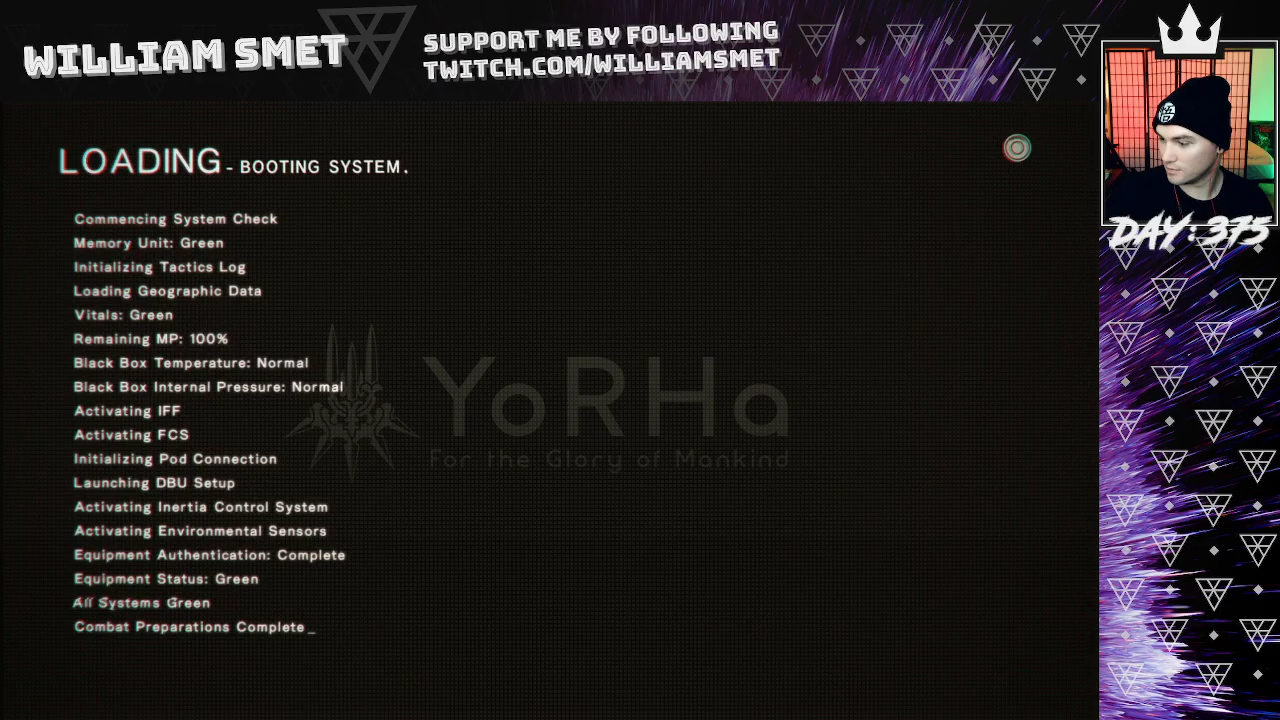 WILLIAM SMET
SUPPORT ME BY FOLLOWING
TWITCH.COM/WILLIAMSMET
DAY:375
LOADING - BOOTING SYSTEM.
Commencing System Check
Memory Unit: Green
Initializing Tactics Log
Loading Geographic Data
Vitals: Green
Remaining MP: 100%
Black Box Temperature: Normal
Black Box Internal Pressure: Normal
Activating IFF
Activating FCS
Initializing Pod Connection
Launching DBU Setup
Activating Inertia Control System
Activating Environmental Sensors
Equipment Authentication: Complete
Equipment Status: Green
All Systems Green
Combat Preparations Complete_
YoRHa
For the Glory of Mankind